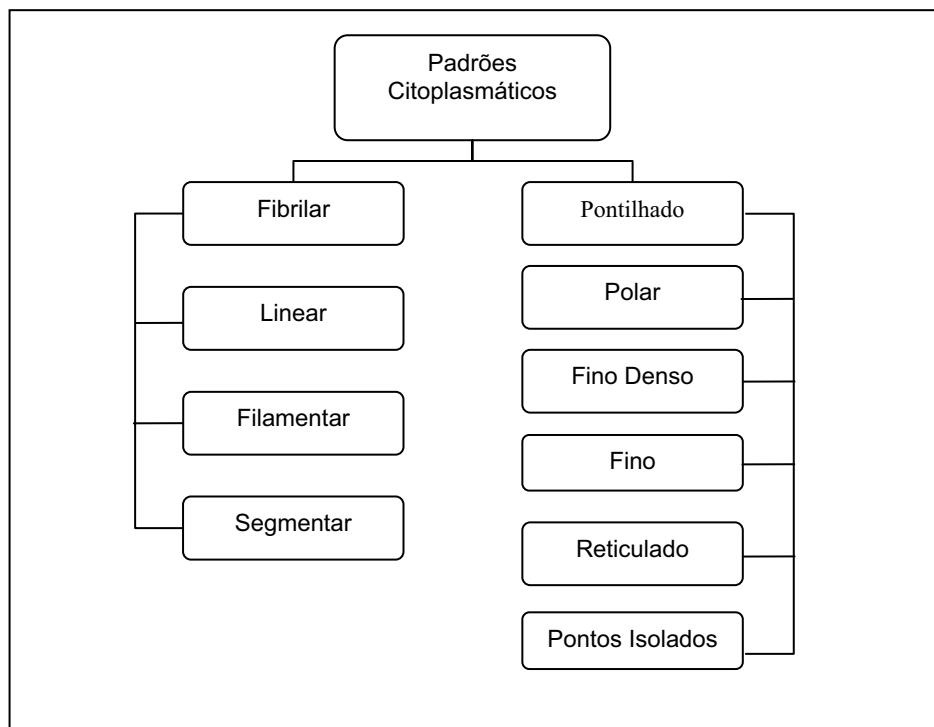 Padrões
Citoplasmáticos
Fibrilar
Linear
Filamentar
Segmentar
Pontilhado
Polar
Fino Denso
Fino
Reticulado
Pontos Isolados